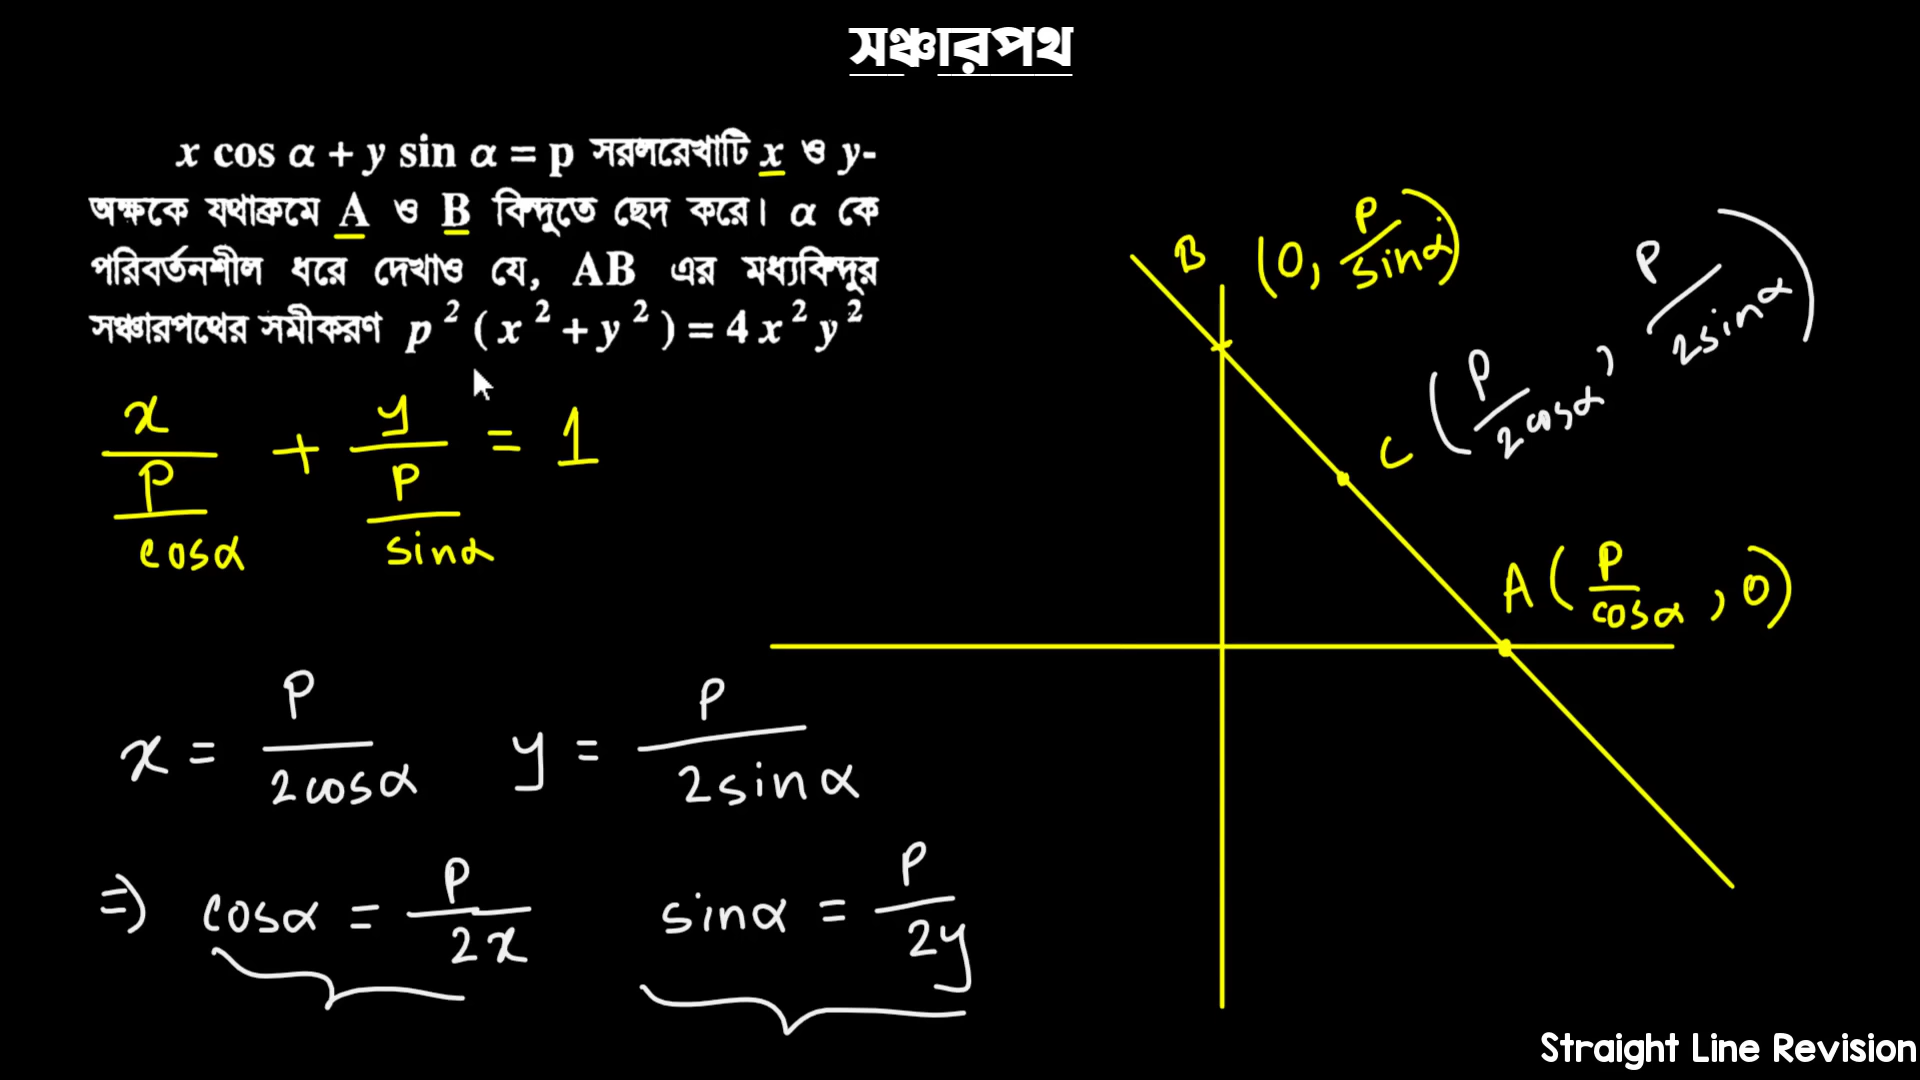 সঞ্চারপথ
x cos α + y sin α = p সরলরেখাটি x ও y-
অক্ষকে যথাক্রমে A ও B বিন্দুতে ছেদ করে। α কে
পরিবর্তনশীল ধরে দেখাও যে, AB এর মধ্যবিন্দুর
সঞ্চারপথের সমীকরণ p² (x² + y²) = 4x²y²
x/(P/cosα) + y/(P/sinα) = 1
x = P/(2cosα) y = P/(2sinα)
⇒ cosα = P/(2x) sinα = P/(2y)
B (0, P/sinα)
C (P/(2cosα), P/(2sinα))
A (P/cosα, 0)
Straight Line Revision